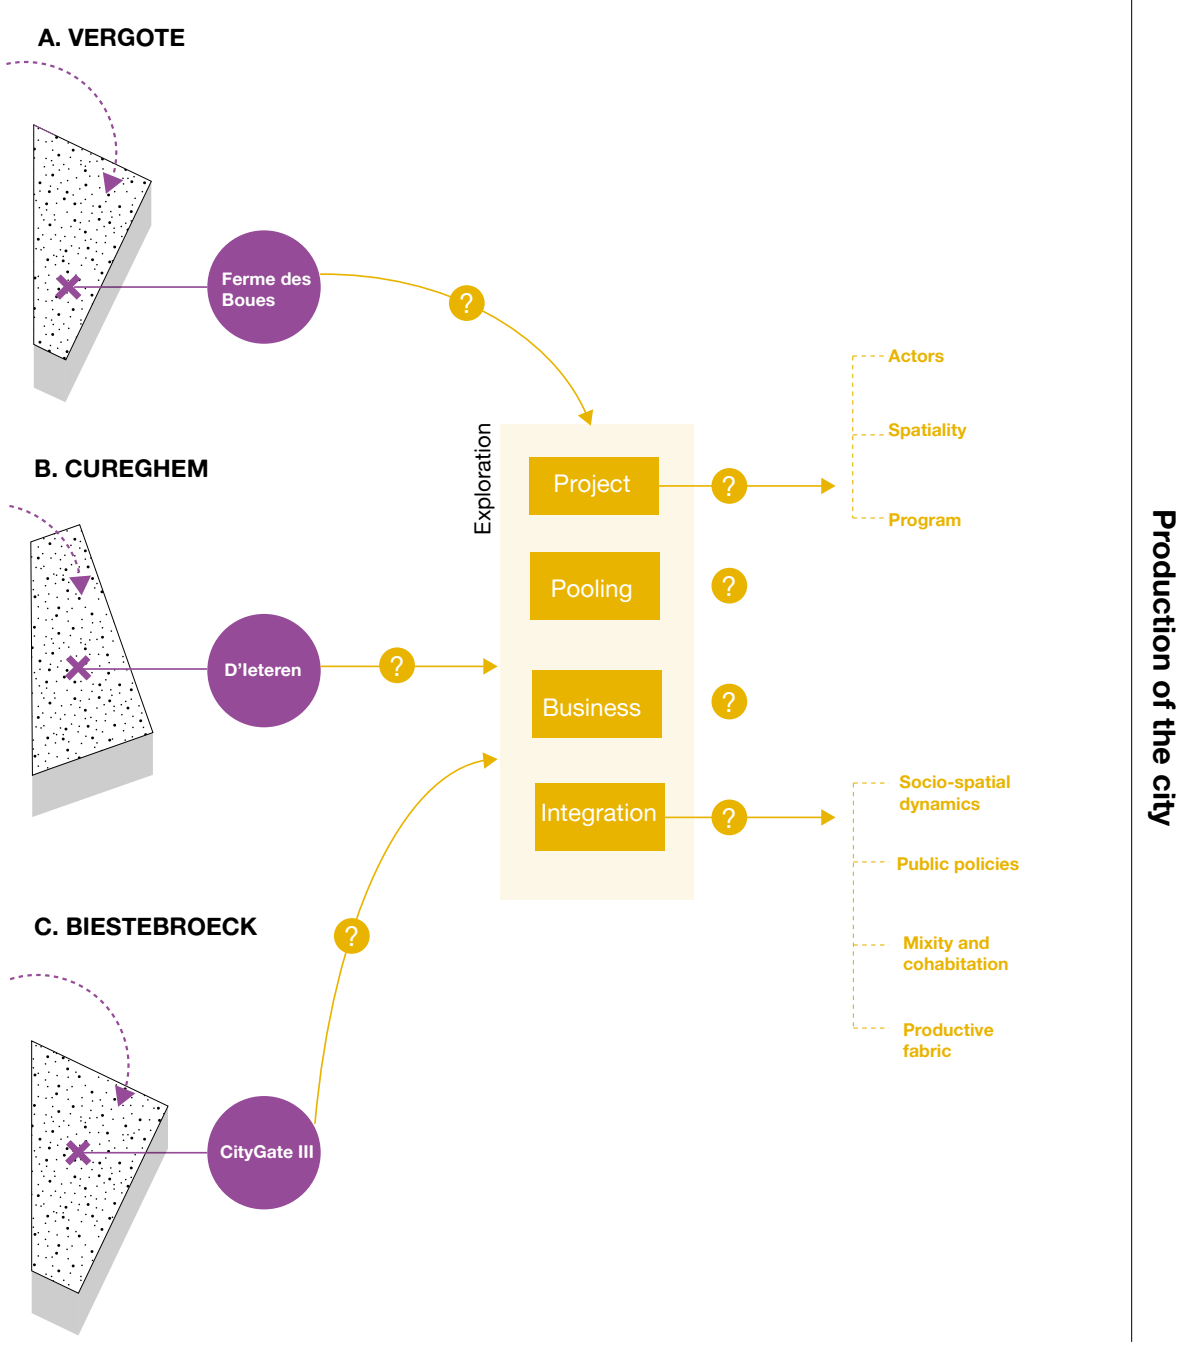 A. VERGOTE
Ferme des
Boues
?
Exploration
Project
?
Actors
Spatiality
Program
B. CUREGHEM
D'Ieteren
?
Pooling
?
Business
?
Integration
?
Socio-spatial
dynamics
Public policies
Mixity and
cohabitation
Productive
fabric
C. BIESTEBROECK
?
CityGate III
Production of the city